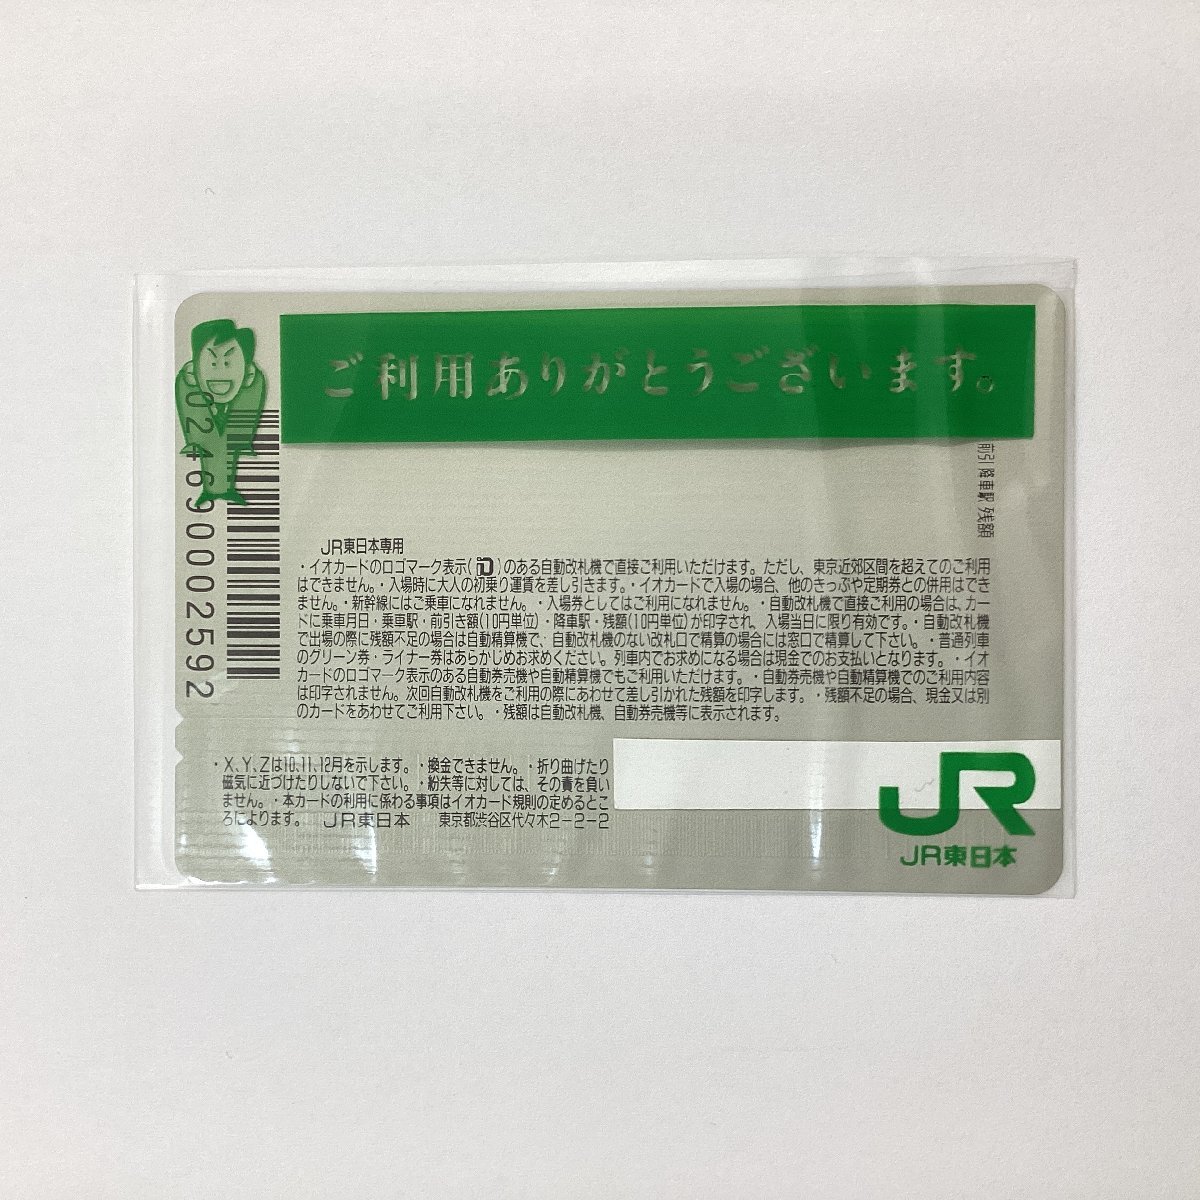 ご利用ありがとうございます。
前引 降車駅 残額
0246900002592
JR東日本専用
・イオカードのロゴマーク表示(iO)のある自動改札機で直接ご利用いただけます。ただし、東京近郊区間を超えてのご利用
はできません。・入場時に大人の初乗り運賃を差し引きます。・イオカードで入場の場合、他のきっぷや定期券との併用はでき
ません。・新幹線にはご乗車になれません。・入場券としてはご利用になれません。・自動改札機で直接ご利用の場合は、カー
ドに乗車月日・乗車駅・前引き額(10円単位)・降車駅・残額(10円単位)が印字され、入場当日に限り有効です。・自動改札機
で出場の際に残額不足の場合は自動精算機で、自動改札機のない改札口で精算の場合には窓口で精算して下さい。・普通列車
のグリーン券・ライナー券はあらかじめお求めください。列車内でお求めになる場合は現金でのお支払いとなります。・イオ
カードのロゴマーク表示のある自動券売機や自動精算機でもご利用いただけます。・自動券売機や自動精算機でのご利用内容
は印字されません。次回自動改札機をご利用の際にあわせて差し引かれた残額を印字します。・残額不足の場合、現金又は別
のカードをあわせてご利用下さい。・残額は自動改札機、自動券売機等に表示されます。
・X、Y、Zは10、11、12月を示します。・換金できません。・折り曲げたり
磁気に近づけたりしないで下さい。・紛失等に対しては、その責を負い
ません。・本カードの利用に係わる事項はイオカード規則の定めるとこ
ろによります。 JR東日本 東京都渋谷区代々木2-2-2
JR
JR東日本